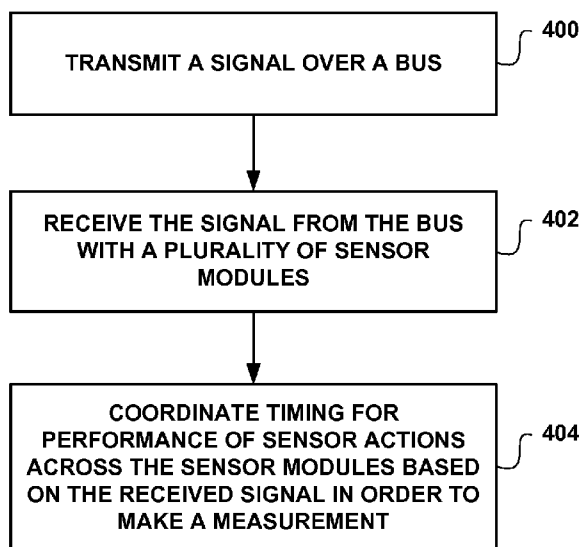 400
TRANSMIT A SIGNAL OVER A BUS
402
RECEIVE THE SIGNAL FROM THE BUS
WITH A PLURALITY OF SENSOR
MODULES
404
COORDINATE TIMING FOR
PERFORMANCE OF SENSOR ACTIONS
ACROSS THE SENSOR MODULES BASED
ON THE RECEIVED SIGNAL IN ORDER TO
MAKE A MEASUREMENT